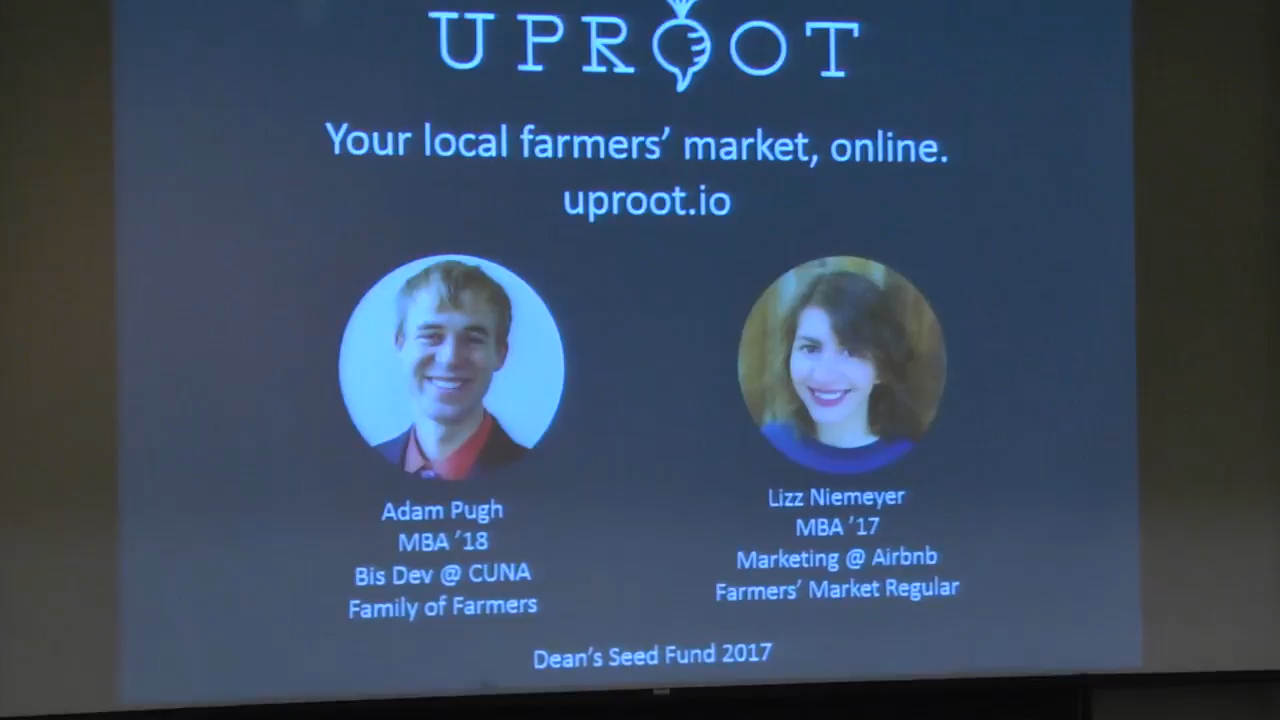 UPROOT
Your local farmers’ market, online.
uproot.io
Adam Pugh
MBA ’18
Bis Dev @ CUNA
Family of Farmers
Lizz Niemeyer
MBA ’17
Marketing @ Airbnb
Farmers’ Market Regular
Dean’s Seed Fund 2017